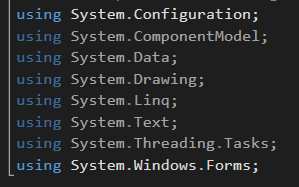 using System.Configuration;
using System.ComponentModel;
using System.Data;
using System.Drawing;
using System.Linq;
using System.Text;
using System.Threading.Tasks;
using System.Windows.Forms;